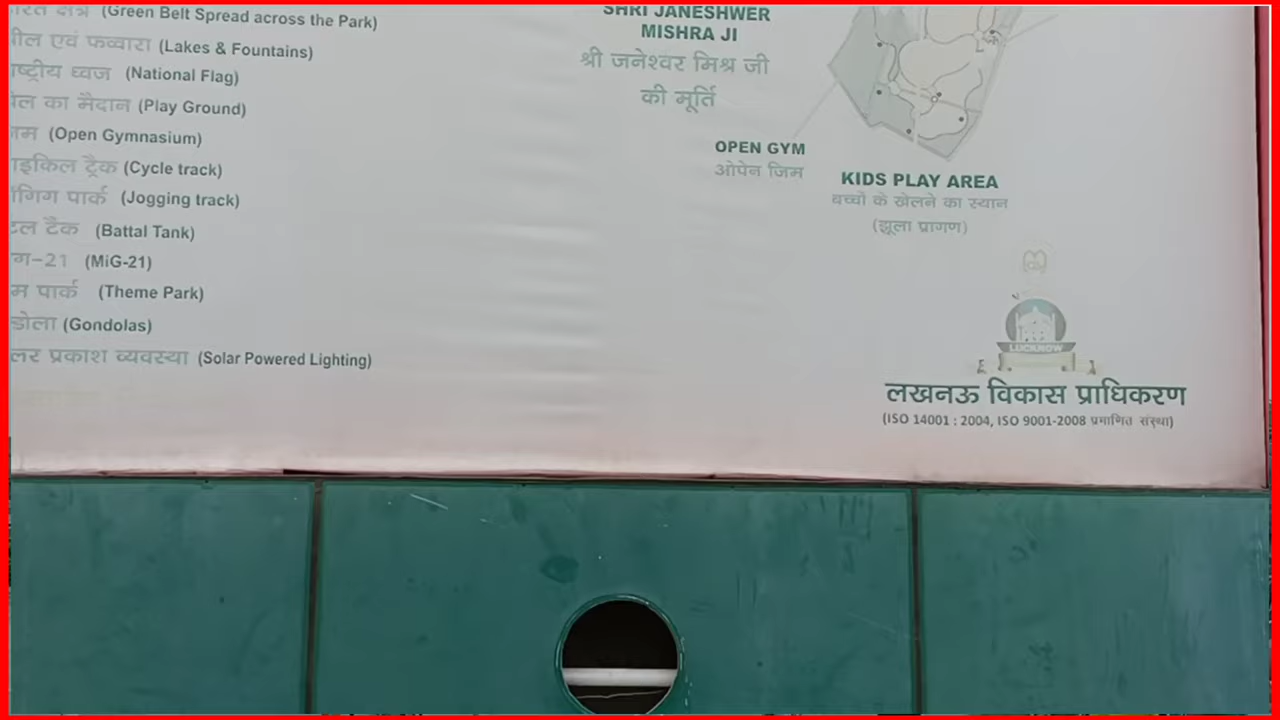 क्षेत्र (Green Belt Spread across the Park)
एवं फव्वारा (Lakes & Fountains)
ध्वज (National Flag)
का मैदान (Play Ground)
(Open Gymnasium)
ट्रैक (Cycle track)
पार्क (Jogging track)
टैंक (Battal Tank)
-21 (MiG-21)
पार्क (Theme Park)
(Gondolas)
प्रकाश व्यवस्था (Solar Powered Lighting)
SHRI JANESHWER
MISHRA JI
श्री जनेश्वर मिश्र जी
की मूर्ति
OPEN GYM
ओपेन जिम
KIDS PLAY AREA
बच्चों के खेलने का स्थान
(झूला प्रागण)
LUCKNOW
लखनऊ विकास प्राधिकरण
(ISO 14001 : 2004, ISO 9001-2008 प्रमाणित संस्था)